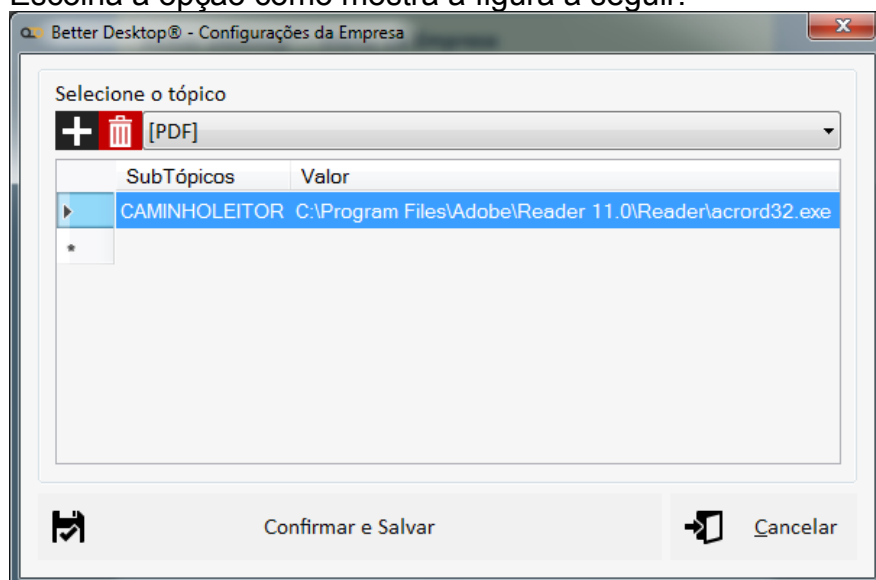 Escolha a opção como mostra a figura a seguir:
Better Desktop® - Configurações da Empresa
Selecione o tópico
[PDF]
SubTópicos Valor
CAMINHOLEITOR C:\Program Files\Adobe\Reader 11.0\Reader\acrord32.exe
Confirmar e Salvar Cancelar